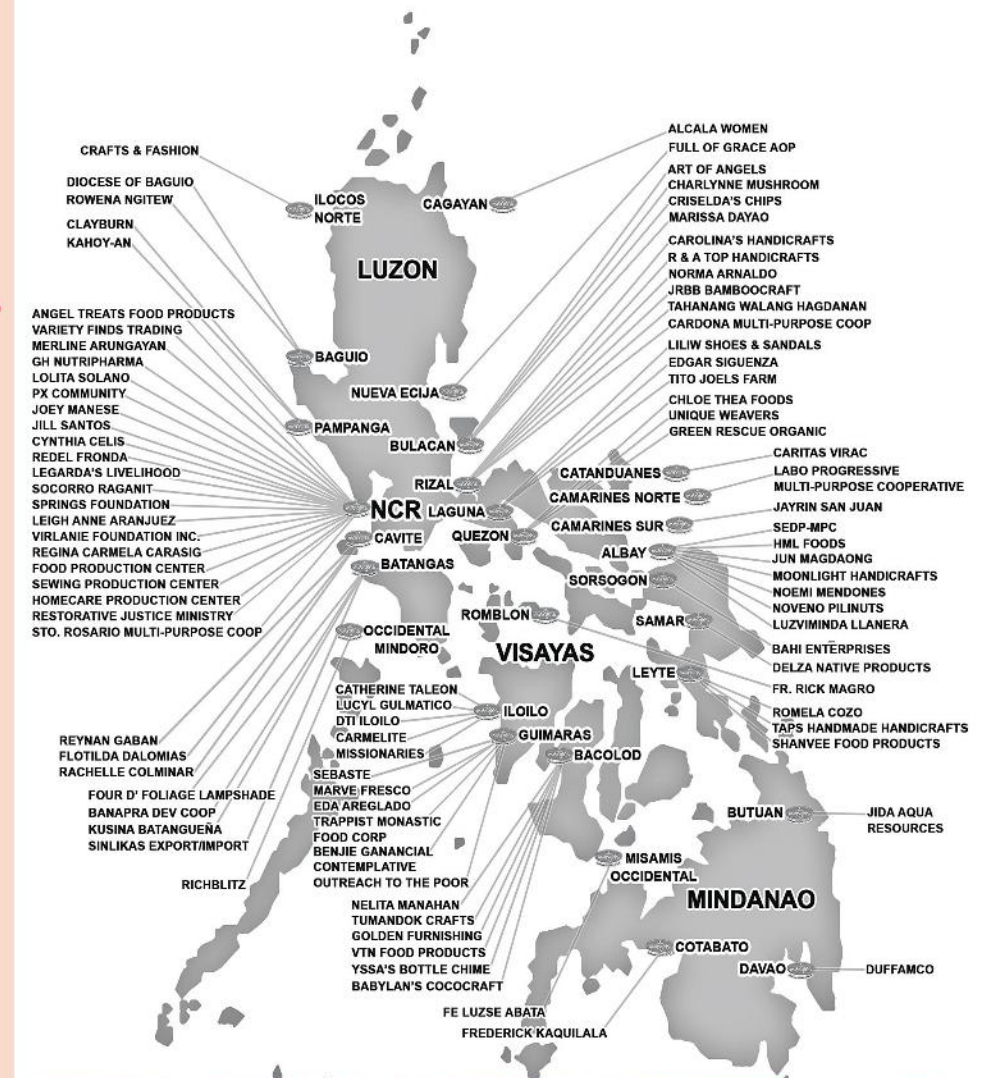 ALCALA WOMEN
FULL OF GRACE AOP
CRAFTS & FASHION
ART OF ANGELS
CHARLYNNE MUSHROOM
DIOCESE OF BAGUIO
ROWENA NGITEW
CRISELDA'S CHIPS
MARISSA DAYAO
ILOCOS
NORTE
CAGAYAN
CLAYBURN
KAHOY-AN
CAROLINA'S HANDICRAFTS
R & A TOP HANDICRAFTS
NORMA ARNALDO
JRBB BAMBOOCRAFT
TAHANANG WALANG HAGDANAN
CARDONA MULTI-PURPOSE COOP
LUZON
ANGEL TREATS FOOD PRODUCTS
VARIETY FINDS TRADING
MERLINE ARUNGAYAN
GH NUTRIPHARMA
LOLITA SOLANO
PX COMMUNITY
JOEY MANESE
JILL SANTOS
CYNTHIA CELIS
REDEL FRONDA
LEGARDA'S LIVELIHOOD
SOCORRO RAGANIT
SPRINGS FOUNDATION
LEIGH ANNE ARANJUEZ
VIRLANIE FOUNDATION INC.
REGINA CARMELA CARASIG
FOOD PRODUCTION CENTER
SEWING PRODUCTION CENTER
HOMECARE PRODUCTION CENTER
RESTORATIVE JUSTICE MINISTRY
STO. ROSARIO MULTI-PURPOSE COOP
BAGUIO
NUEVA ECIJA
PAMPANGA
BULACAN
RIZAL
NCR
LAGUNA
CAVITE
QUEZON
BATANGAS
LILIW SHOES & SANDALS
EDGAR SIGUENZA
TITO JOELS FARM
CHLOE THEA FOODS
UNIQUE WEAVERS
GREEN RESCUE ORGANIC
CATANDUANES
CAMARINES NORTE
CAMARINES SUR
ALBAY
SORSOGON
CARITAS VIRAC
LABO PROGRESSIVE
MULTI-PURPOSE COOPERATIVE
JAYRIN SAN JUAN
SEDP-MPC
HML FOODS
JUN MAGDAONG
MOONLIGHT HANDICRAFTS
NOEMI MENDONES
NOVENO PILINUTS
LUZVIMINDA LLANERA
BAHI ENTERPRISES
DELZA NATIVE PRODUCTS
FR. RICK MAGRO
ROMELA COZO
TAPS HANDMADE HANDICRAFTS
SHANVEE FOOD PRODUCTS
ROMBLON
SAMAR
OCCIDENTAL
MINDORO
VISAYAS
LEYTE
CATHERINE TALEON
LUCYL GULMATICO
DTI ILOILO
CARMELITE
MISSIONARIES
ILOILO
GUIMARAS
BACOLOD
REYNAN GABAN
FLOTILDA DALOMIAS
RACHELLE COLMINAR
FOUR D' FOLIAGE LAMPSHADE
BANAPRA DEV COOP
KUSINA BATANGUEÑA
SINLIKAS EXPORT/IMPORT
RICHBLITZ
SEBASTE
MARVE FRESCO
EDA AREGLADO
TRAPPIST MONASTIC
FOOD CORP
BENJIE GANANCIAL
CONTEMPLATIVE
OUTREACH TO THE POOR
NELITA MANAHAN
TUMANDOK CRAFTS
GOLDEN FURNISHING
VTN FOOD PRODUCTS
YSSA'S BOTTLE CHIME
BABYLAN'S COCOCRAFT
BUTUAN
JIDA AQUA
RESOURCES
MISAMIS
OCCIDENTAL
MINDANAO
COTABATO
DAVAO
DUFFAMCO
FE LUZSE ABATA
FREDERICK KAQUILALA